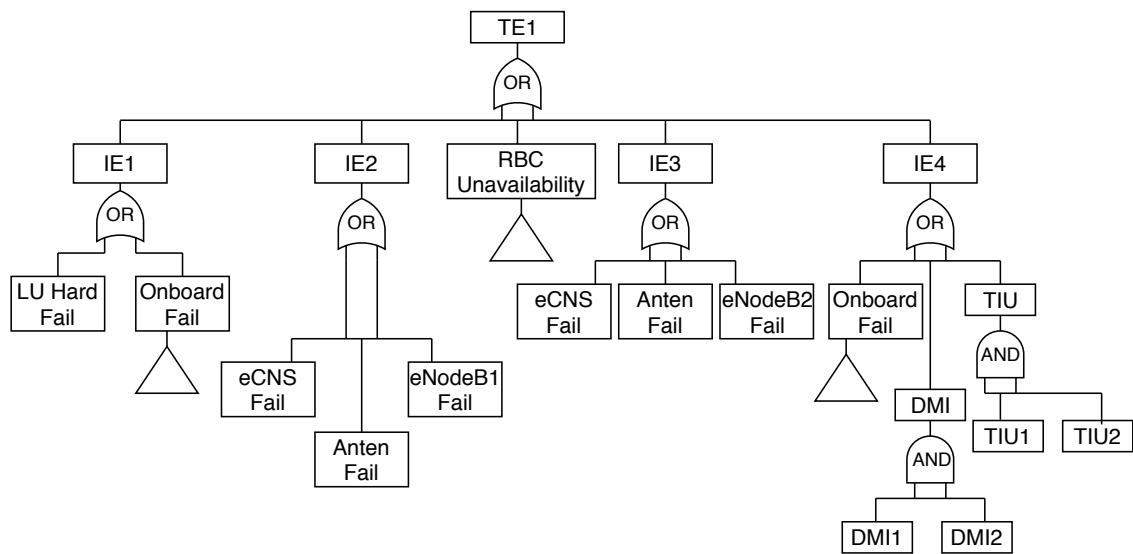 TE1
OR
IE1
IE2
RBC
Unavailability
IE3
IE4
OR
OR
OR
OR
LU Hard
Fail
Onboard
Fail
eCNS
Fail
Anten
Fail
eNodeB2
Fail
Onboard
Fail
TIU
AND
eCNS
Fail
eNodeB1
Fail
DMI
Anten
Fail
TIU1
TIU2
AND
DMI1
DMI2